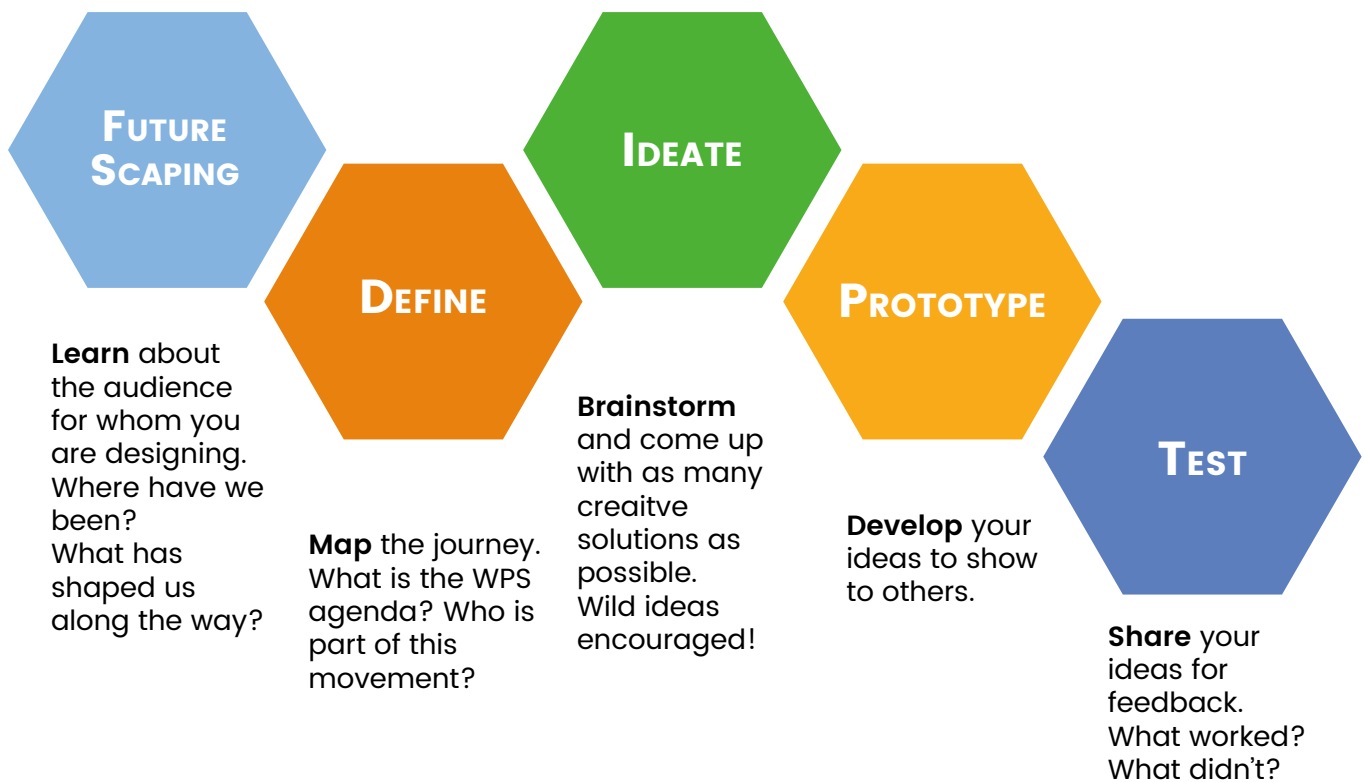 FUTURE
SCAPING
Learn about
the audience
for whom you
are designing.
Where have we
been?
What has
shaped us
along the way?
DEFINE
Map the journey.
What is the WPS
agenda? Who is
part of this
movement?
IDEATE
Brainstorm
and come up
with as many
creaitve
solutions as
possible.
Wild ideas
encouraged!
PROTOTYPE
Develop your
ideas to show
to others.
TEST
Share your
ideas for
feedback.
What worked?
What didn't?